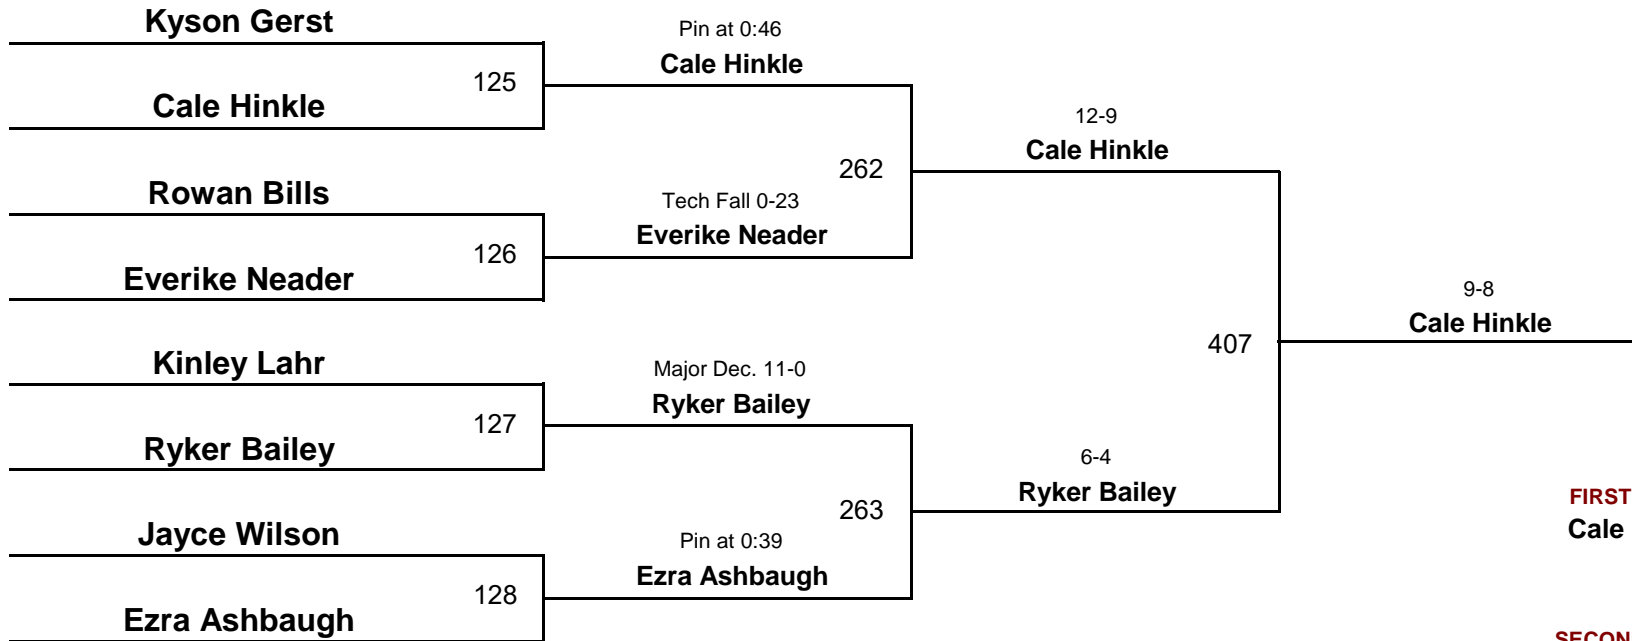 Kyson Gerst
125
Cale Hinkle
Rowan Bills
126
Everike Neader
Kinley Lahr
127
Ryker Bailey
Jayce Wilson
128
Ezra Ashbaugh
Pin at 0:46
Cale Hinkle
262
Tech Fall 0-23
Everike Neader
Major Dec. 11-0
Ryker Bailey
263
Pin at 0:39
Ezra Ashbaugh
12-9
Cale Hinkle
407
6-4
Ryker Bailey
9-8
Cale Hinkle
FIRST
Cale
SECON